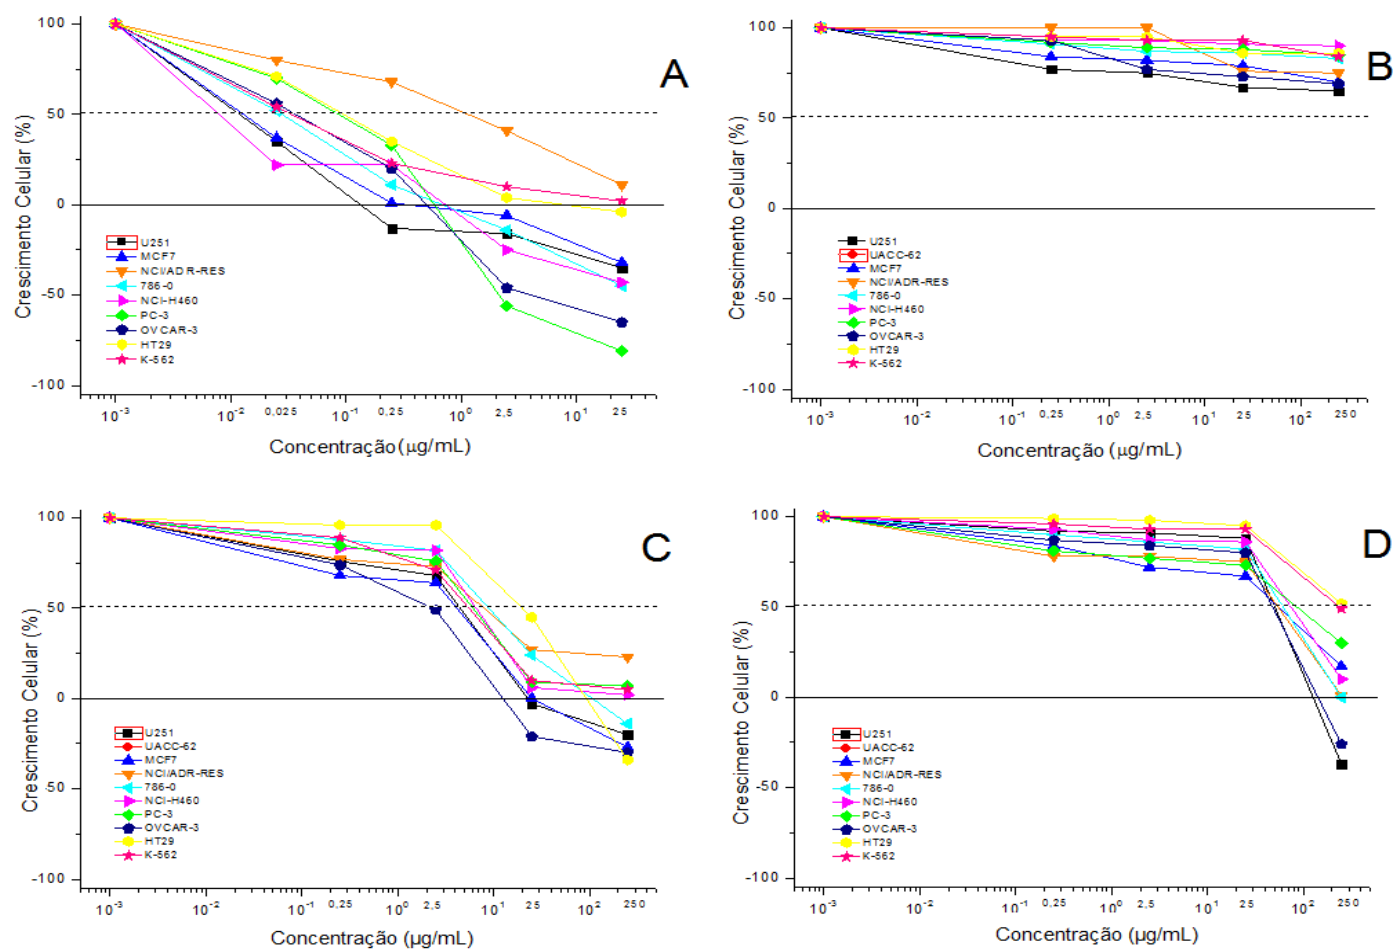 A
Crescimento Celular (%)
100
50
0
-50
-100
U251
MCF7
NCI/ADR-RES
786-0
NCI-H460
PC-3
OVCAR-3
HT29
K-562
10⁻³ 10⁻² 0,025 10⁻¹ 0,25 10⁰ 2,5 10¹ 25
Concentração (µg/mL)
B
Crescimento Celular (%)
100
50
0
-50
-100
U251
UACC-62
MCF7
NCI/ADR-RES
786-0
NCI-H460
PC-3
OVCAR-3
HT29
K-562
10⁻³ 10⁻² 10⁻¹ 0,25 10⁰ 2,5 10¹ 25 10² 250
Concentração (µg/mL)
C
Crescimento Celular (%)
100
50
0
-50
-100
U251
UACC-62
MCF7
NCI/ADR-RES
786-0
NCI-H460
PC-3
OVCAR-3
HT29
K-562
10⁻³ 10⁻² 10⁻¹ 0,25 10⁰ 2,5 10¹ 25 10² 250
Concentração (µg/mL)
D
Crescimento Celular (%)
100
50
0
-50
-100
U251
UACC-62
MCF7
NCI/ADR-RES
786-0
NCI-H460
PC-3
OVCAR-3
HT29
K-562
10⁻³ 10⁻² 10⁻¹ 0,25 10⁰ 2,5 10¹ 25 10² 250
Concentração (µg/mL)